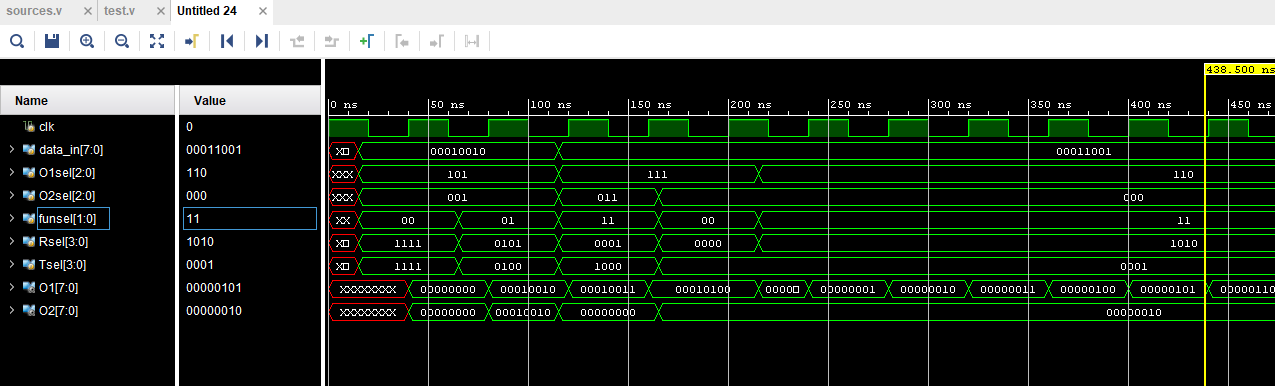 sources.v × test.v × Untitled 24 ×
438.500 ns
0 ns 50 ns 100 ns 150 ns 200 ns 250 ns 300 ns 350 ns 400 ns 450 ns
Name Value
clk 0
data_in[7:0] 00011001 X 00010010 00011001
O1sel[2:0] 110 XXX 101 111 110
O2sel[2:0] 000 XXX 001 011 000
funsel[1:0] 11 XX 00 01 11 00 11
Rsel[3:0] 1010 X 1111 0101 0001 0000 1010
Tsel[3:0] 0001 X 1111 0100 1000 0001
O1[7:0] 00000101 XXXXXXXX 00000000 00010010 00010011 00010100 0000 00000001 00000010 00000011 00000100 00000101 00000110
O2[7:0] 00000010 XXXXXXXX 00000000 00010010 00000000 00000010